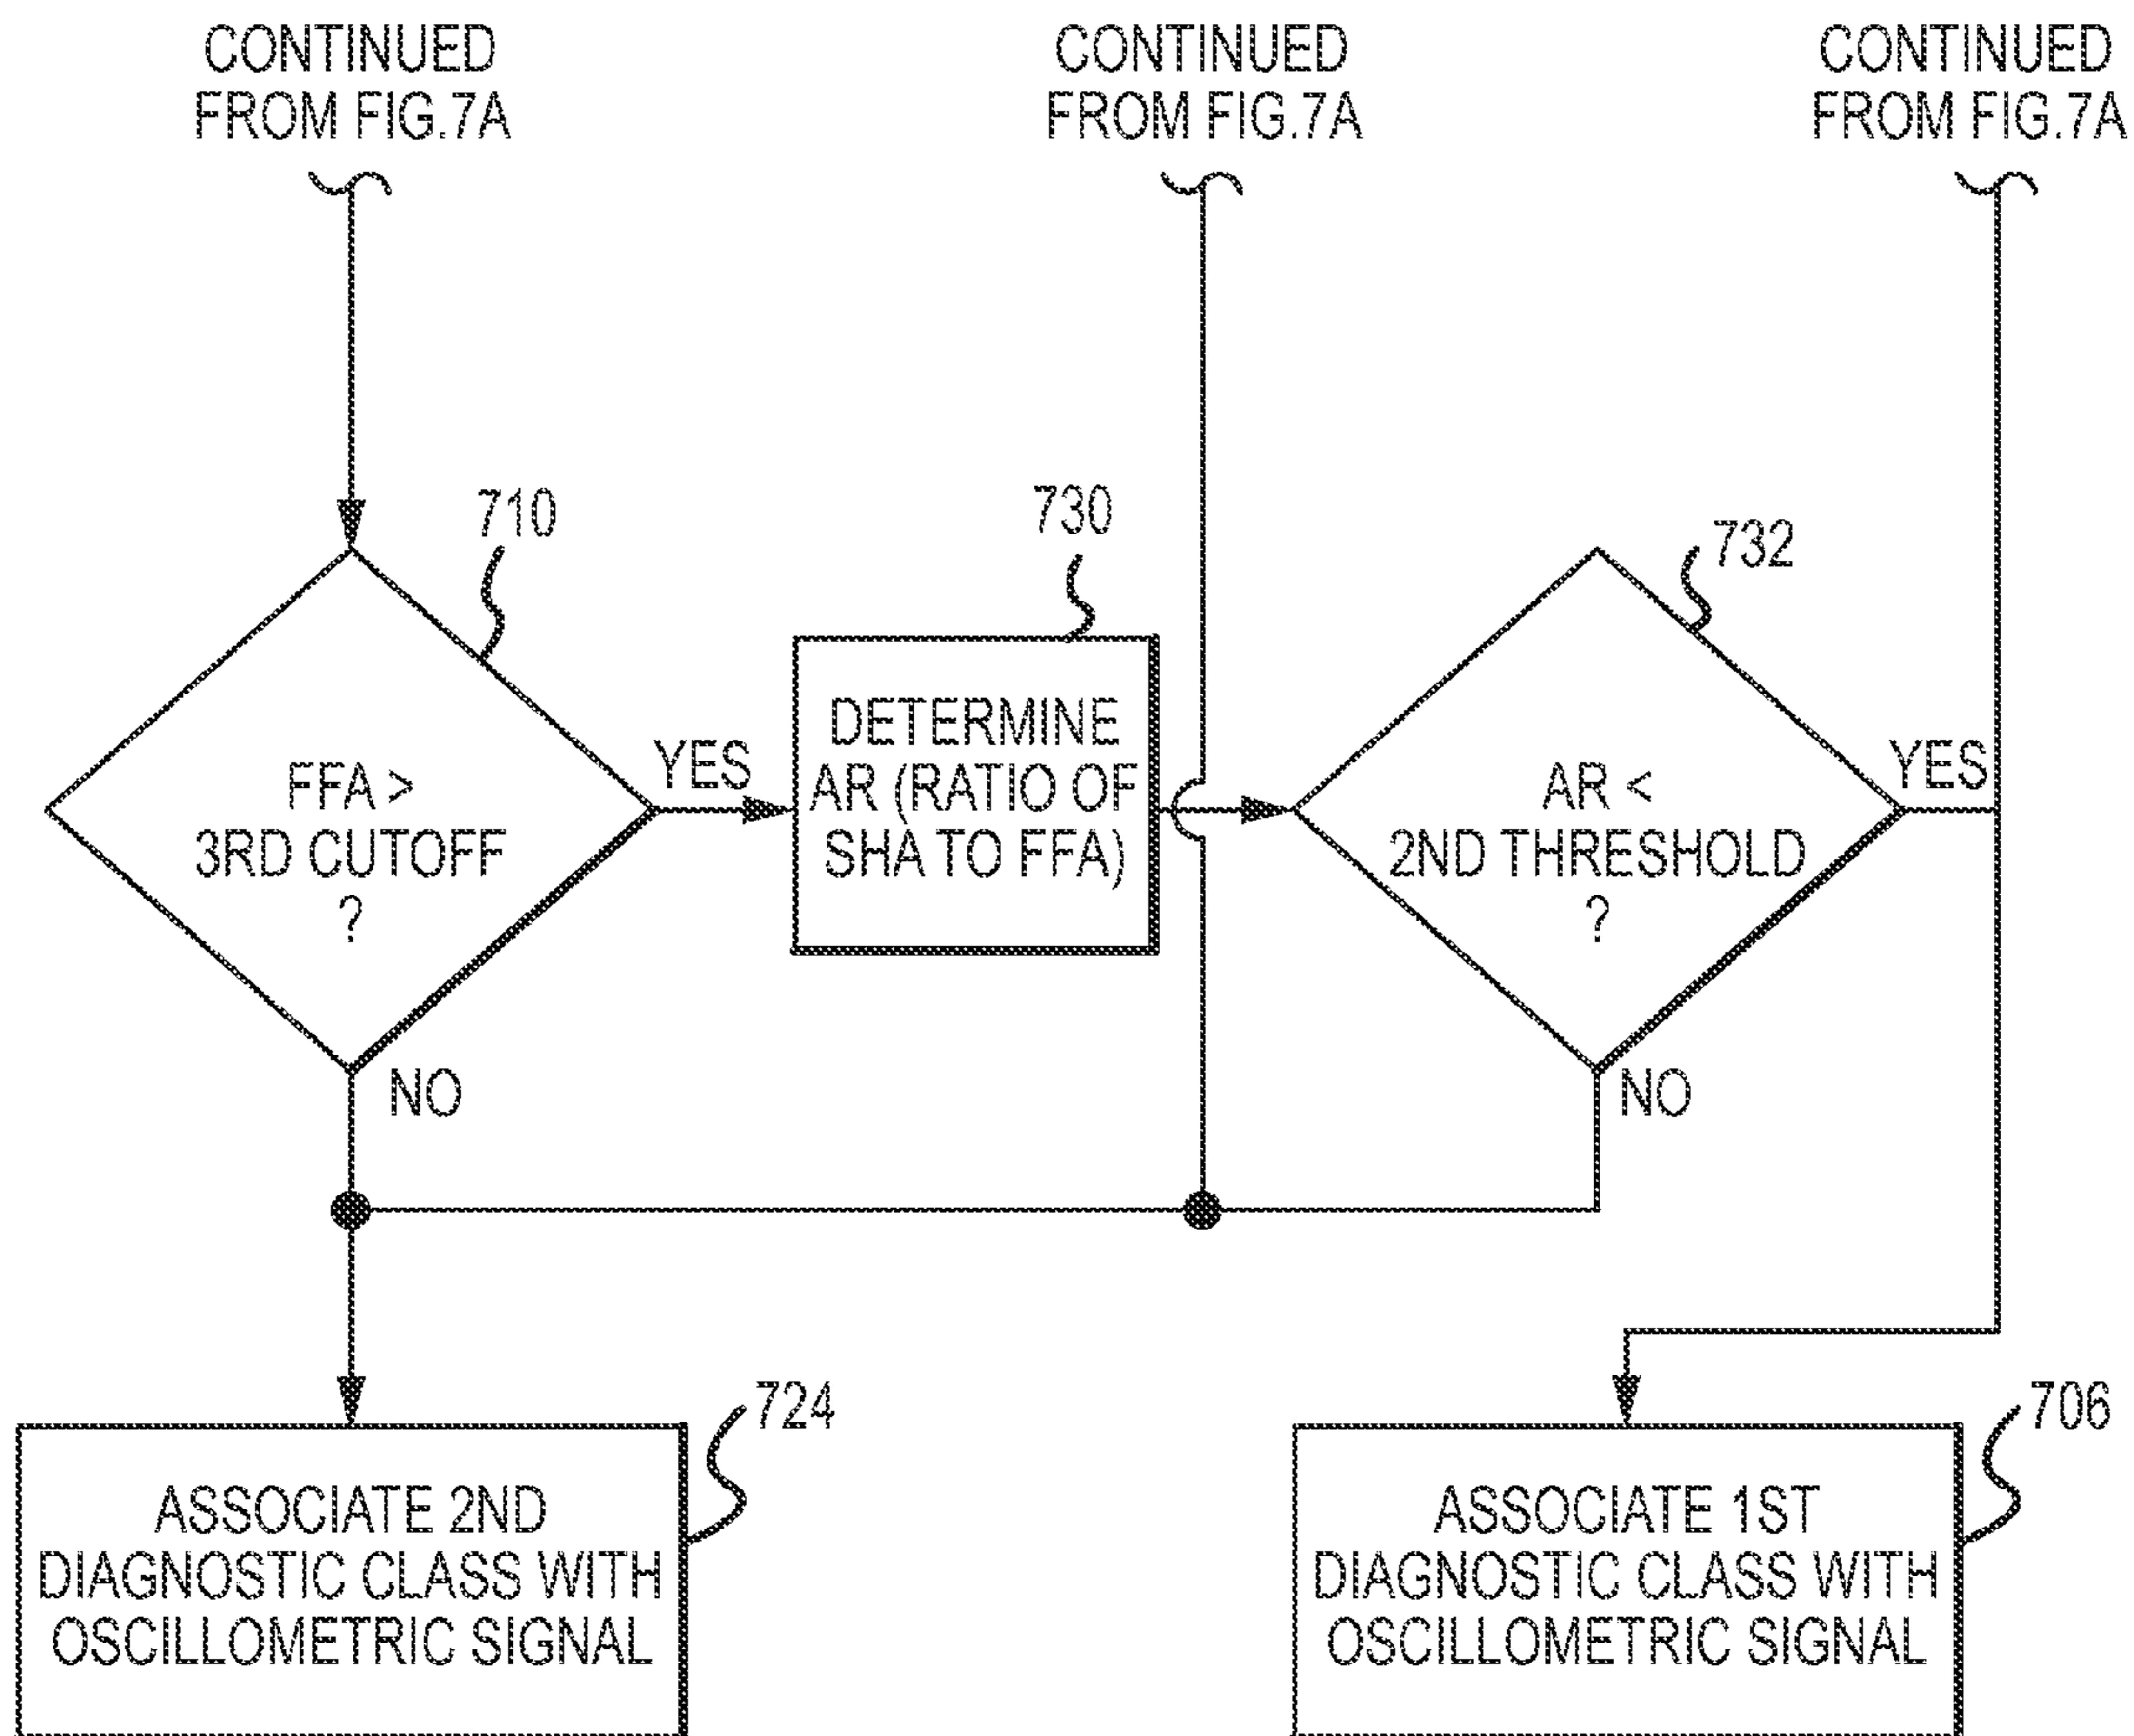 CONTINUED
FROM FIG.7A
CONTINUED
FROM FIG.7A
CONTINUED
FROM FIG.7A
710
730
732
FFA >
3RD CUTOFF
?
YES
DETERMINE
AR (RATIO OF
SHA TO FFA)
AR <
2ND THRESHOLD
?
YES
NO
NO
724
706
ASSOCIATE 2ND
DIAGNOSTIC CLASS WITH
OSCILLOMETRIC SIGNAL
ASSOCIATE 1ST
DIAGNOSTIC CLASS WITH
OSCILLOMETRIC SIGNAL